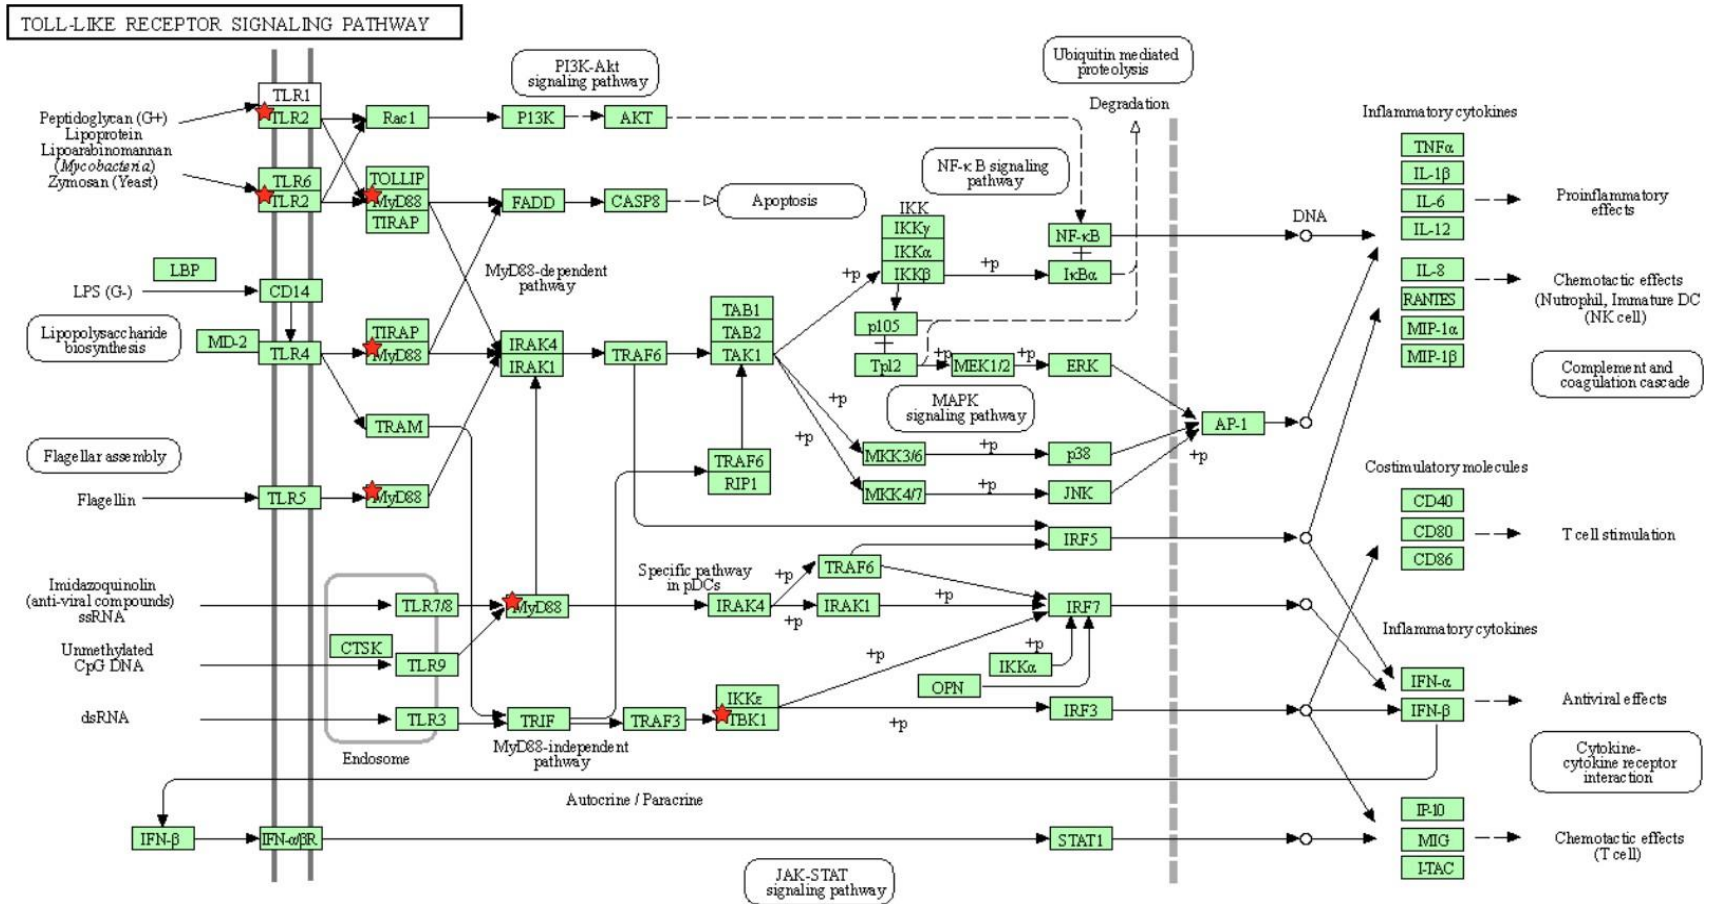 TOLL-LIKE RECEPTOR SIGNALING PATHWAY
PI3K-Akt
signaling pathway
Ubiquitin mediated
proteolysis
Degradation
Inflammatory cytokines
TLR1
TLR2
Peptidoglycan (G+)
Lipoprotein
Lipoarabinomannan
(Mycobacteria)
Zymosan (Yeast)
Rac1
P13K
AKT
TNFα
IL-1β
IL-6
IL-12
Proinflammatory
effects
NF-κ B signaling
pathway
TLR6
TLR2
TOLLIP
MyD88
TIRAP
FADD
CASP8
Apoptosis
IKK
IKKγ
IKKα
IKKβ
NF-κB
IκBα
DNA
+p
+p
LBP
LPS (G-)
CD14
MyD88-dependent
pathway
IL-8
RANTES
MIP-1α
MIP-1β
Chemotactic effects
(Nutrophil, Immature DC
(NK cell)
Lipopolysaccharide
biosynthesis
MD-2
TLR4
TIRAP
MyD88
IRAK4
IRAK1
TRAF6
TAB1
TAB2
TAK1
p105
Tpl2
+p
MEK1/2
+p
ERK
Complement and
coagulation cascade
MAPK
signaling pathway
+p
+p
TRAM
AP-1
Flagellar assembly
TRAF6
RIP1
MKK3/6
+p
p38
+p
Costimulatory molecules
Flagellin
TLR5
MyD88
MKK4/7
+p
JNK
CD40
CD80
CD86
T cell stimulation
IRF5
Imidazoquinolin
(anti-viral compounds)
ssRNA
TLR7/8
MyD88
Specific pathway
in pDCs
+p
TRAF6
IRAK4
+p
IRAK1
+p
IRF7
Inflammatory cytokines
Unmethylated
CpG DNA
CTSK
TLR9
+p
+p
IKKα
OPN
IFN-α
IFN-β
Antiviral effects
dsRNA
TLR3
TRIF
TRAF3
IKKε
TBK1
+p
IRF3
Endosome
MyD88-independent
pathway
Cytokine-
cytokine receptor
interaction
Autocrine / Paracrine
IFN-β
IFN-α/βR
STAT1
IP-10
MIG
I-TAC
Chemotactic effects
(T cell)
JAK-STAT
signaling pathway